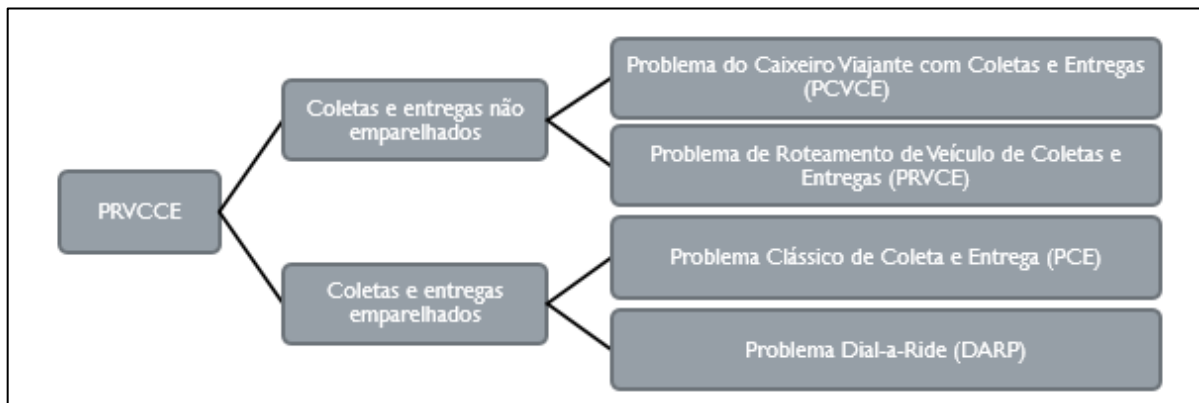 PRVCCE
Coletas e entregas não
emparelhados
Problema do Caixeiro Viajante com Coletas e Entregas
(PCVCE)
Problema de Roteamento de Veículo de Coletas e
Entregas (PRVCE)
Coletas e entregas
emparelhados
Problema Clássico de Coleta e Entrega (PCE)
Problema Dial-a-Ride (DARP)